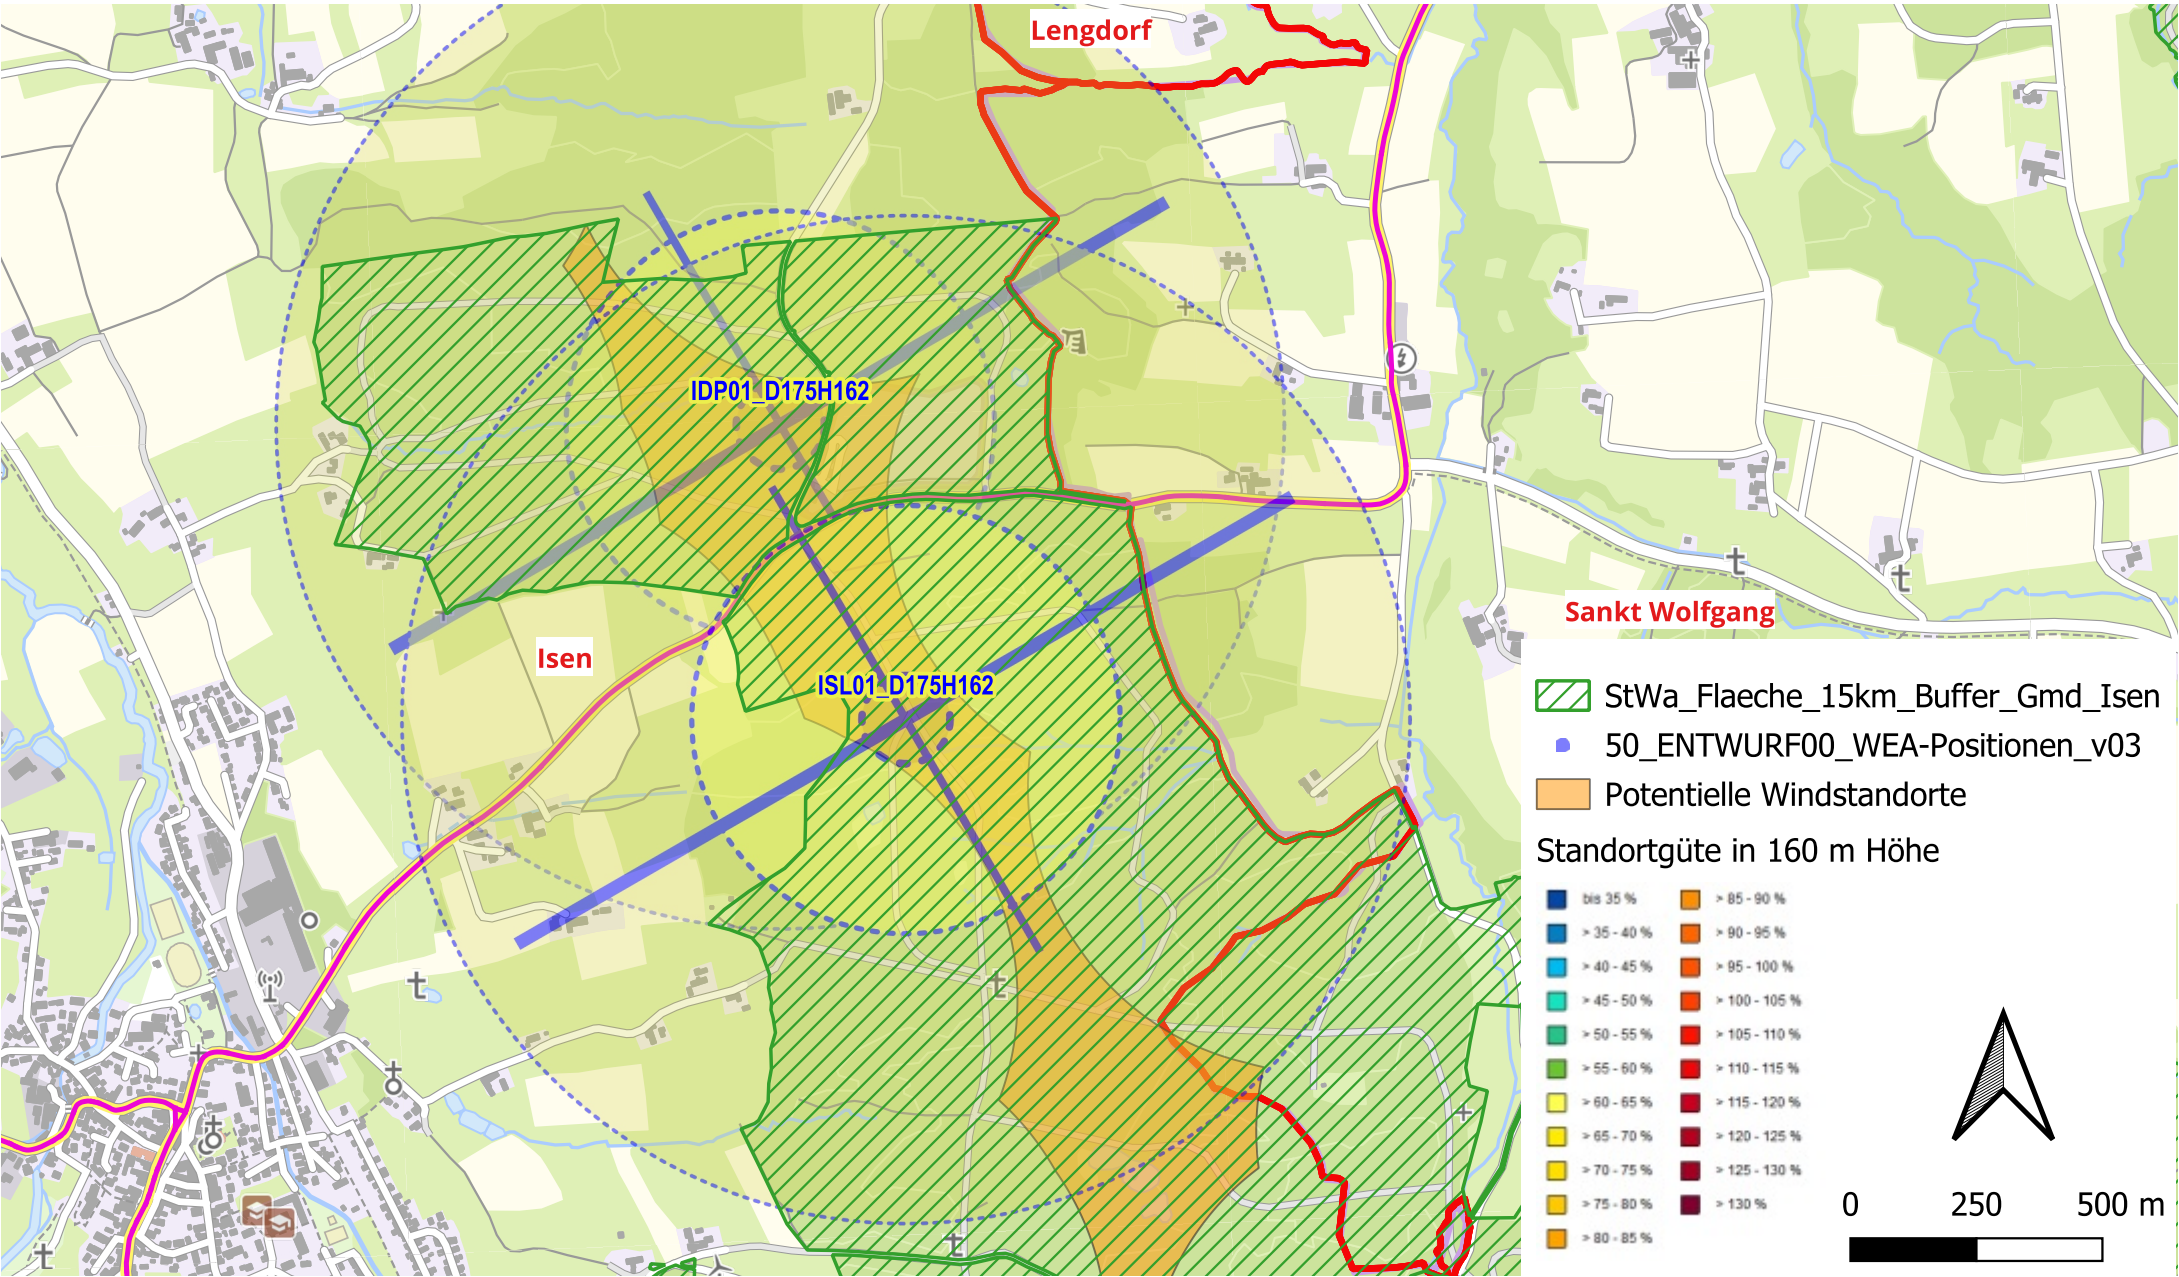 Lengdorf
IDP01_D175H162
Sankt Wolfgang
Isen
ISL01_D175H162
StWa_Flaeche_15km_Buffer_Gmd_Isen
50_ENTWURF00_WEA-Positionen_v03
Potentielle Windstandorte
Standortgüte in 160 m Höhe
bis 35 %
> 35 - 40 %
> 40 - 45 %
> 45 - 50 %
> 50 - 55 %
> 55 - 60 %
> 60 - 65 %
> 65 - 70 %
> 70 - 75 %
> 75 - 80 %
> 80 - 85 %
> 85 - 90 %
> 90 - 95 %
> 95 - 100 %
> 100 - 105 %
> 105 - 110 %
> 110 - 115 %
> 115 - 120 %
> 120 - 125 %
> 125 - 130 %
> 130 %
0 250 500 m